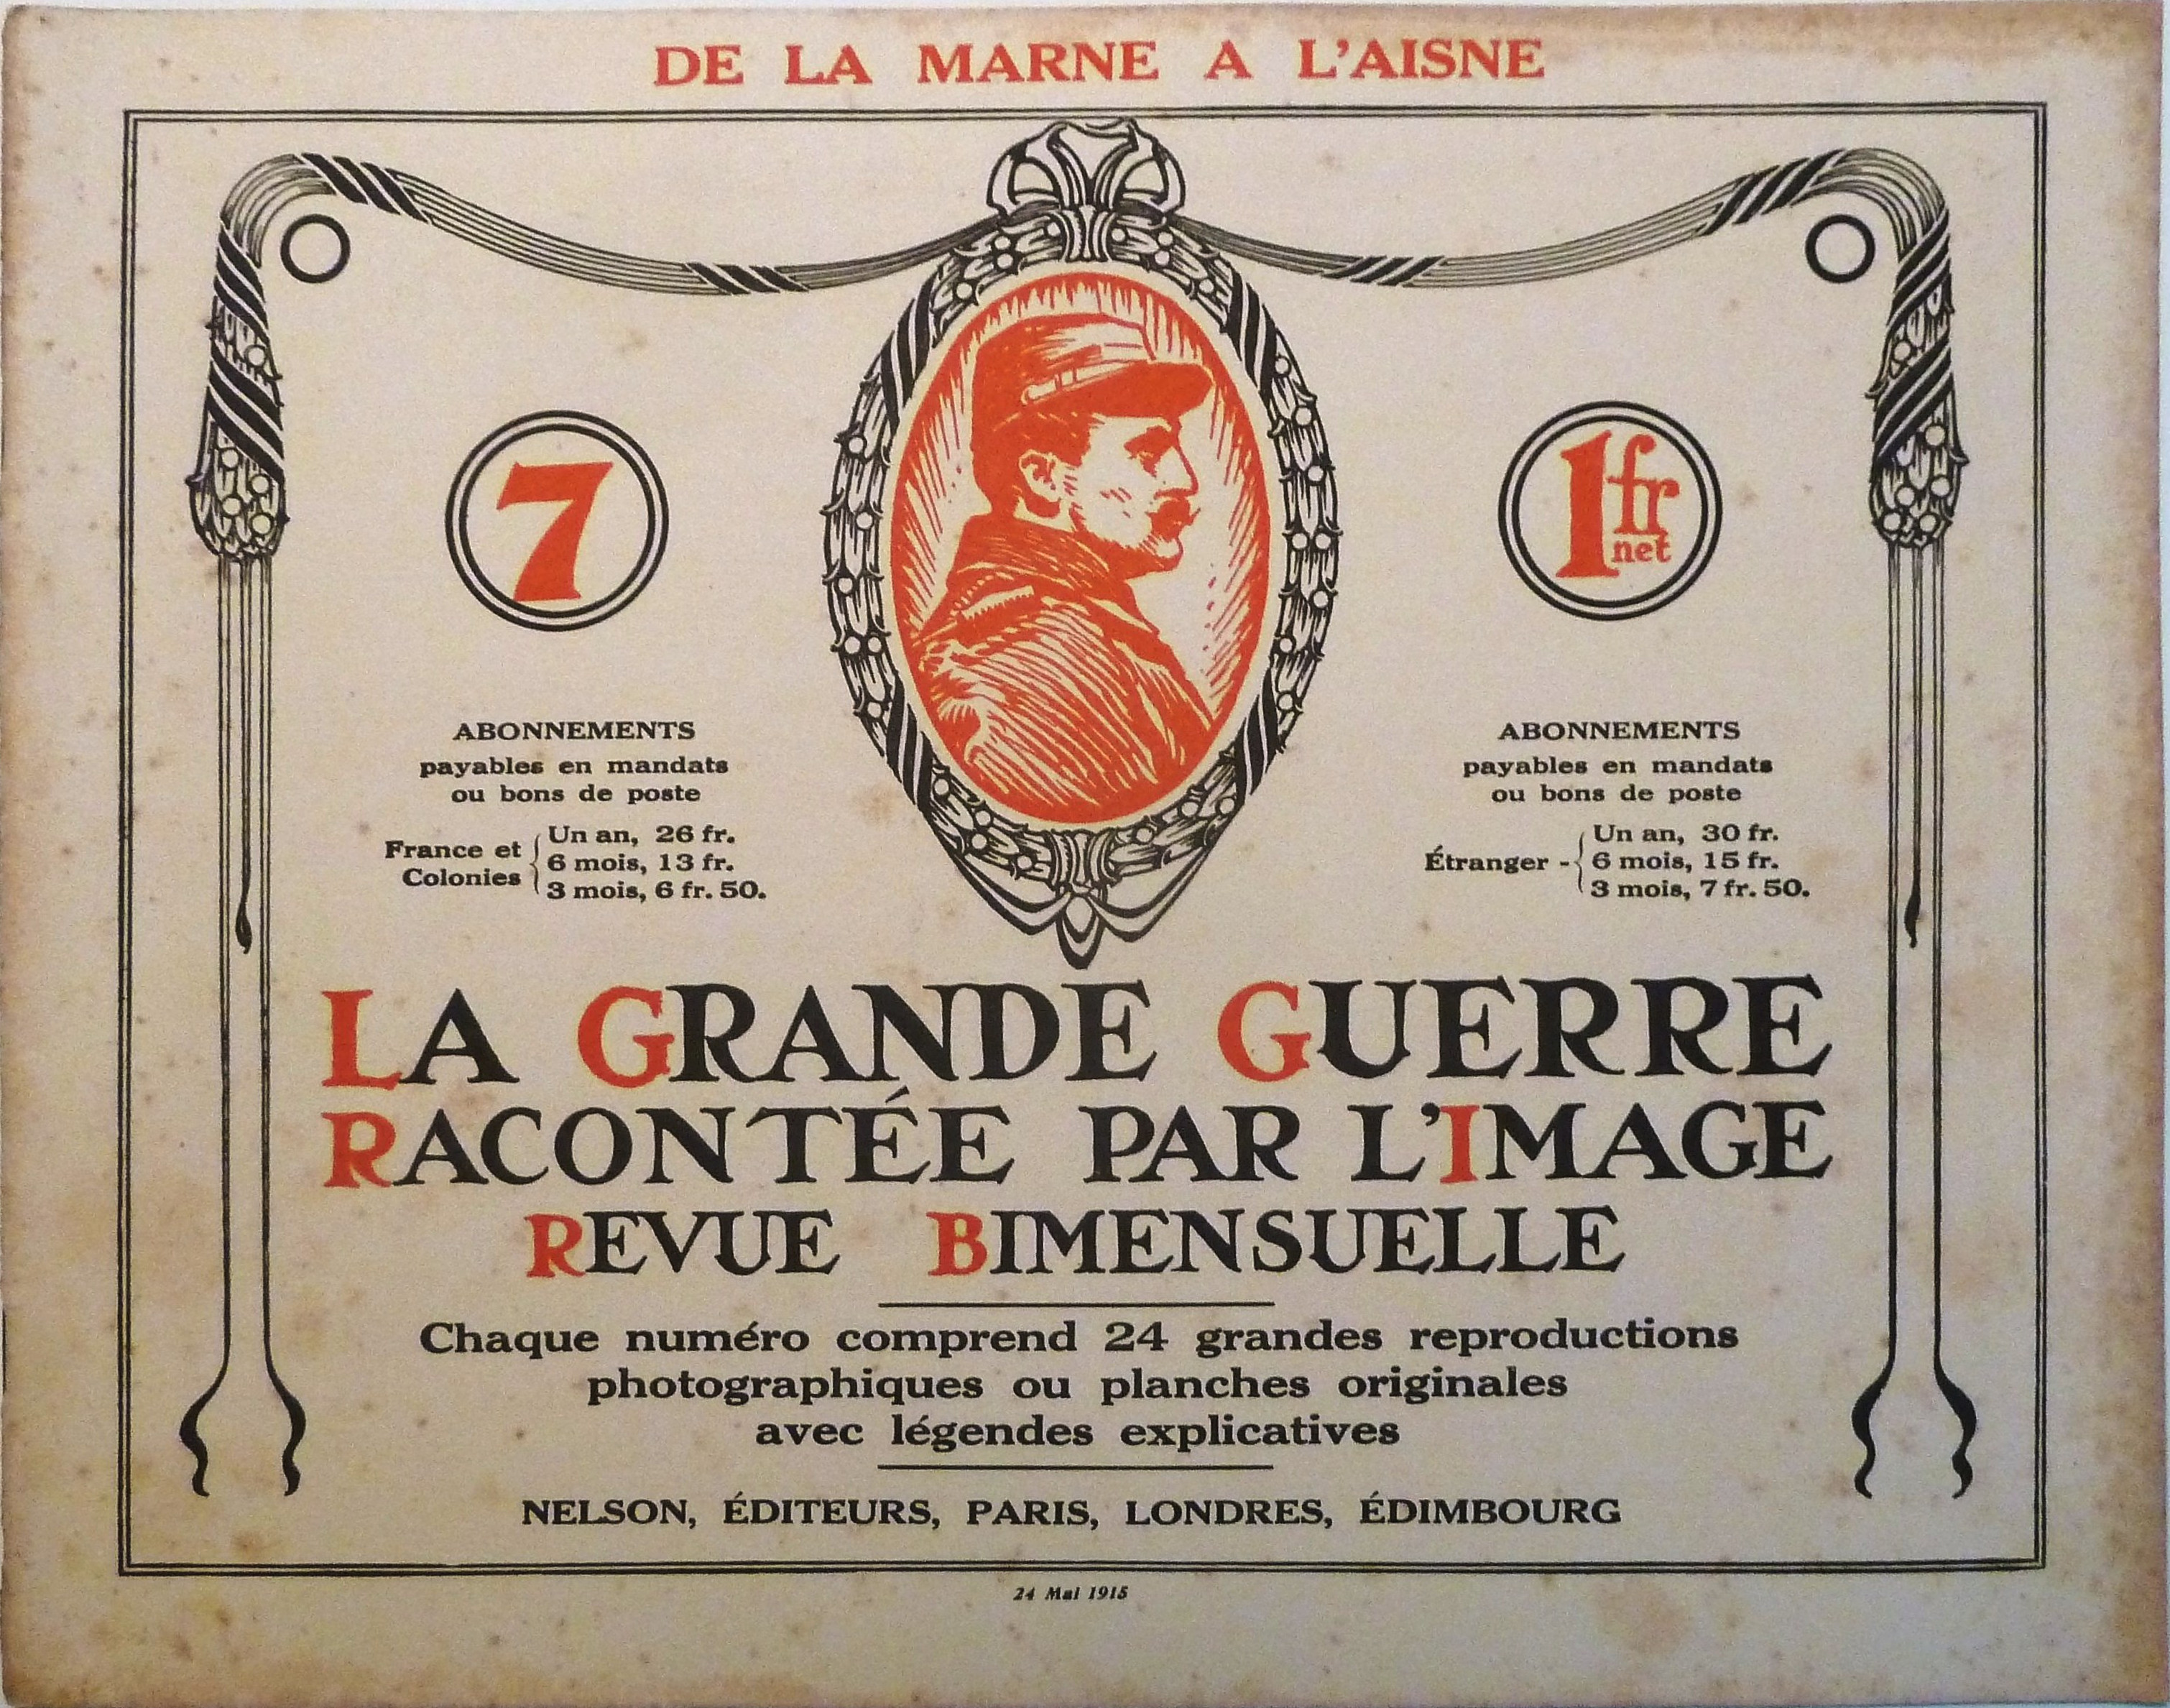 DE LA MARNE A L'AISNE
7
1 fr
net
ABONNEMENTS
payables en mandats
ou bons de poste
France et
Colonies
Un an, 26 fr.
6 mois, 13 fr.
3 mois, 6 fr. 50.
ABONNEMENTS
payables en mandats
ou bons de poste
Étranger -
Un an, 30 fr.
6 mois, 15 fr.
3 mois, 7 fr. 50.
LA GRANDE GUERRE
RACONTÉE PAR L'IMAGE
REVUE BIMENSUELLE
Chaque numéro comprend 24 grandes reproductions
photographiques ou planches originales
avec légendes explicatives
NELSON, ÉDITEURS, PARIS, LONDRES, ÉDIMBOURG
24 Mai 1915